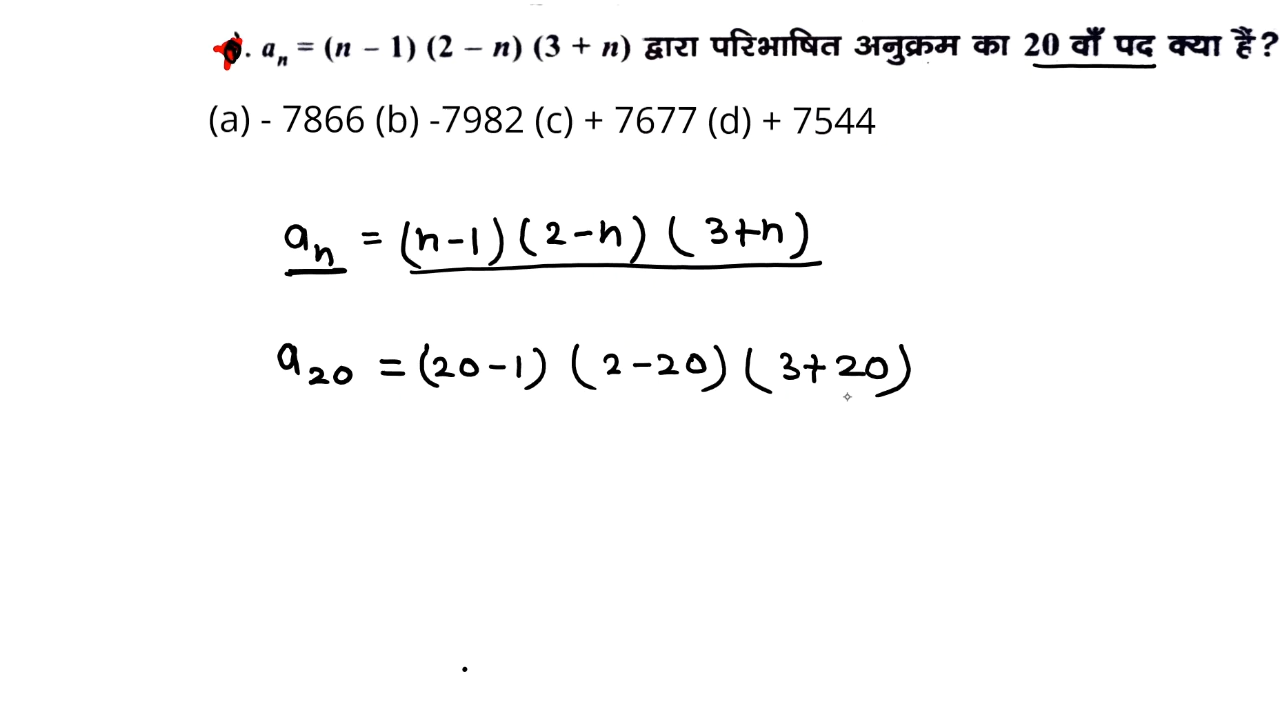 . aₙ = (n – 1) (2 – n) (3 + n) द्वारा परिभाषित अनुक्रम का 20 वाँ पद क्या है ?
(a) - 7866 (b) -7982 (c) + 7677 (d) + 7544
aₙ = (n-1) (2-n) (3+n)
a₂₀ = (20-1) (2-20) (3+20)